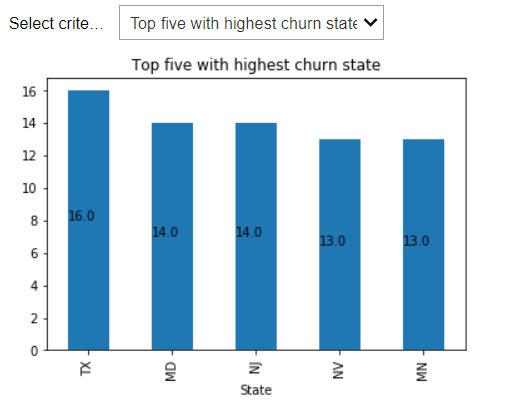 Select crite... Top five with highest churn state
Top five with highest churn state
16
14
12
10
8
6
4
2
0
16.0
14.0
14.0
13.0
13.0
TX
MD
NJ
NV
MN
State